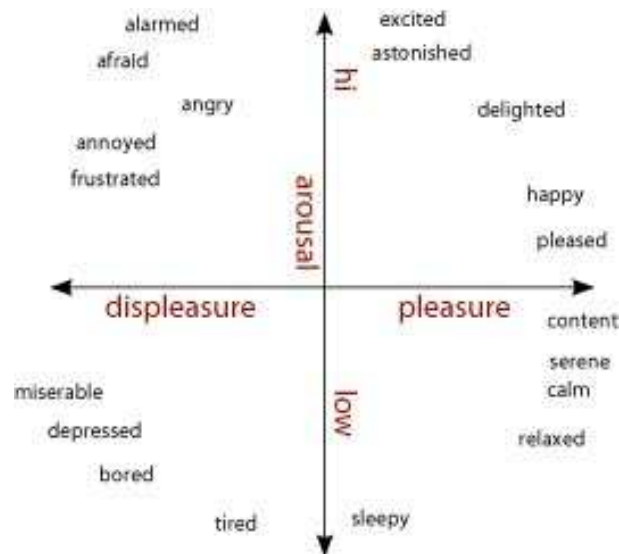 alarmed
excited
afraid
astonished
hi
angry
delighted
annoyed
frustrated
arousal
happy
pleased
displeasure
pleasure
content
serene
miserable
calm
low
depressed
relaxed
bored
tired
sleepy